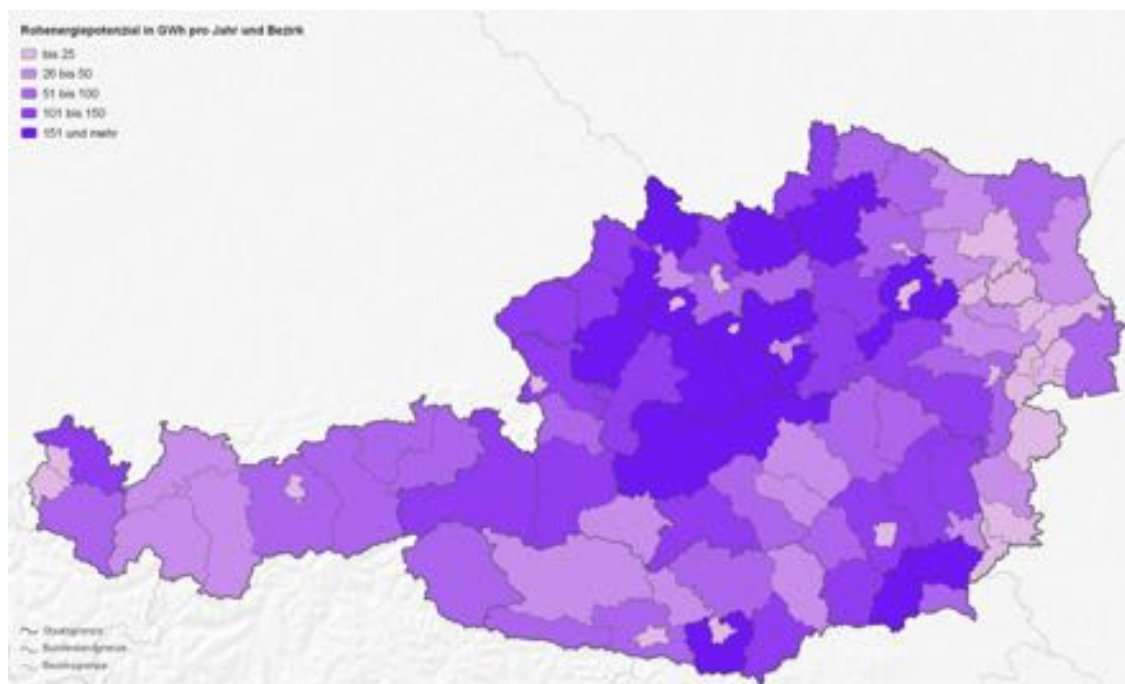 Rohenergiepotenzial in GWh pro Jahr und Bezirk
bis 25
26 bis 50
51 bis 100
101 bis 150
151 und mehr
Staatsgrenze
Bundeslandgrenze
Bezirksgrenze